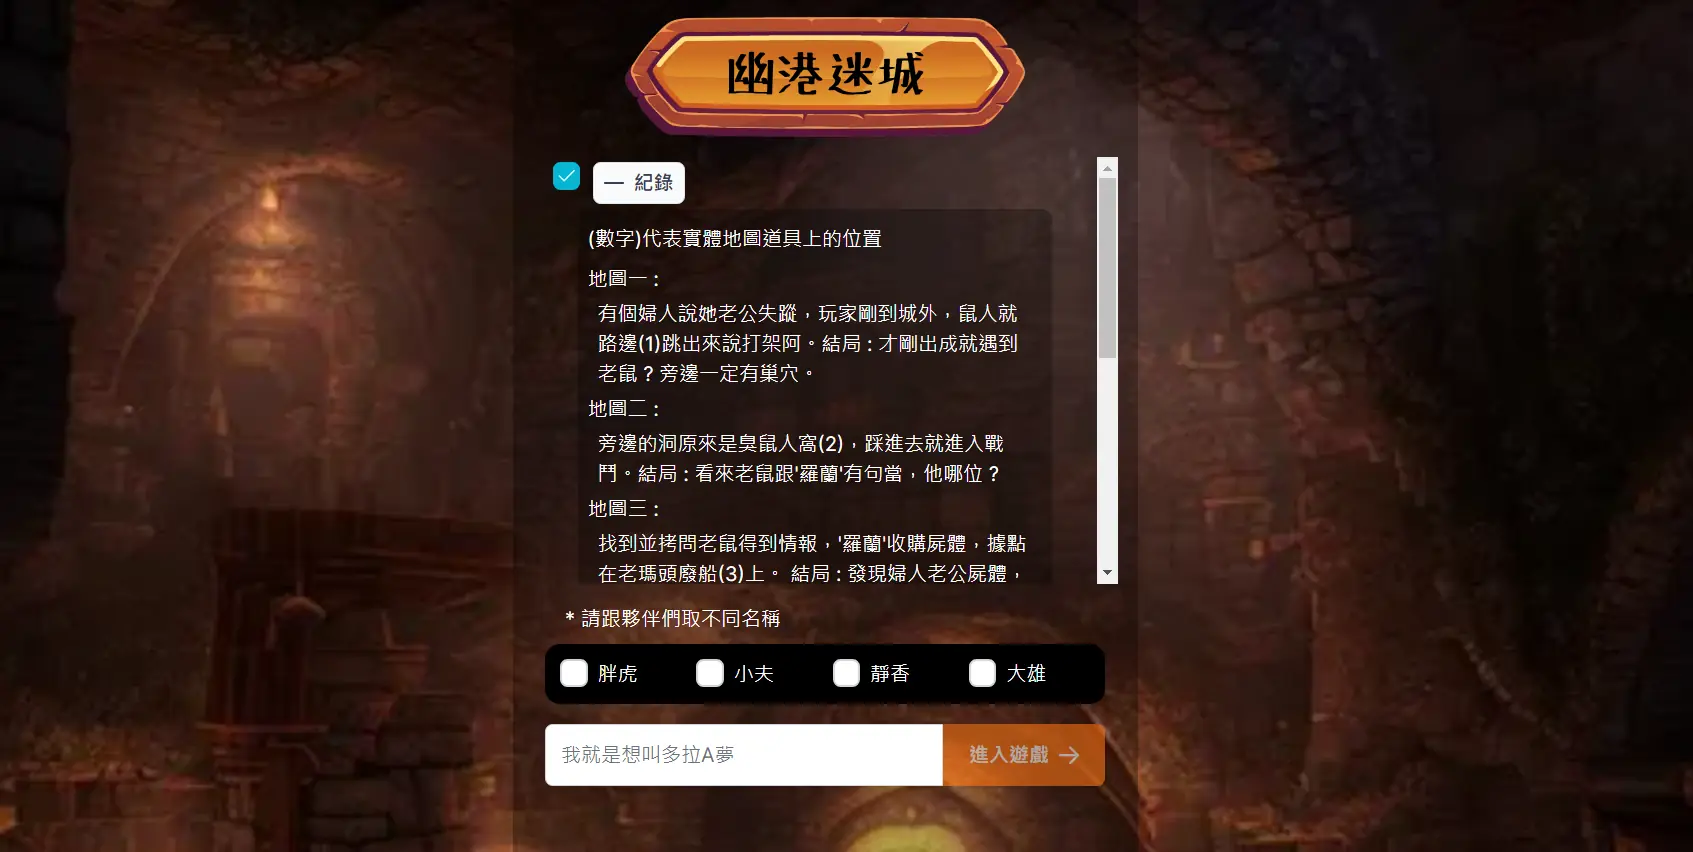 幽港迷城
— 紀錄
(數字)代表實體地圖道具上的位置
地圖一 :
有個婦人說她老公失蹤，玩家剛到城外，鼠人就
路邊(1)跳出來說打架阿。結局 : 才剛出成就遇到
老鼠 ? 旁邊一定有巢穴。
地圖二 :
旁邊的洞原來是臭鼠人窩(2)，踩進去就進入戰
鬥。結局 : 看來老鼠跟'羅蘭'有句當，他哪位 ?
地圖三 :
找到並拷問老鼠得到情報，'羅蘭'收購屍體，據點
在老瑪頭廢船(3)上。 結局 : 發現婦人老公屍體，
* 請跟夥伴們取不同名稱
胖虎 小夫 靜香 大雄
我就是想叫多拉A夢 進入遊戲 →